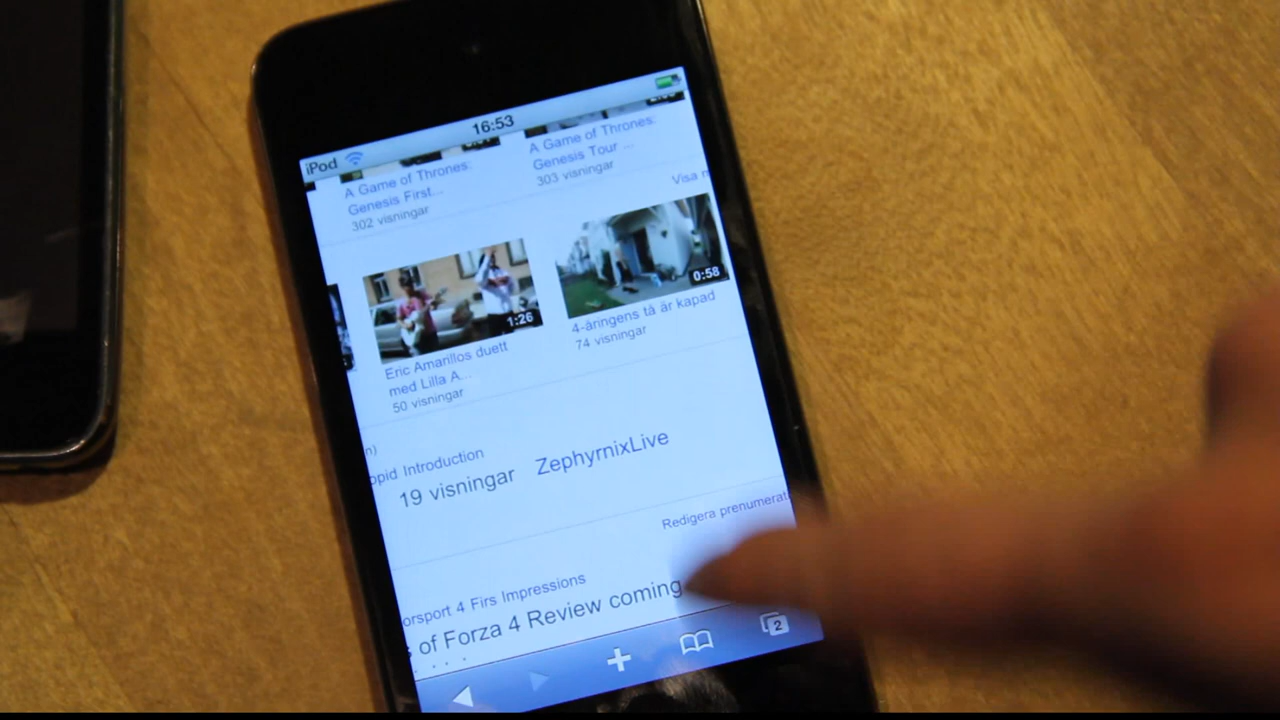 iPod
16:53
A Game of Thrones:
Genesis First...
302 visningar
A Game of Thrones:
Genesis Tour ...
303 visningar
Visa
1:26
0:58
Eric Amarillos duett
med Lilla A...
50 visningar
4-åringens tå är kapad
74 visningar
opid Introduction
19 visningar ZephyrnixLive
Redigera prenumerat
orsport 4 Firs Impressions
of Forza 4 Review coming
2